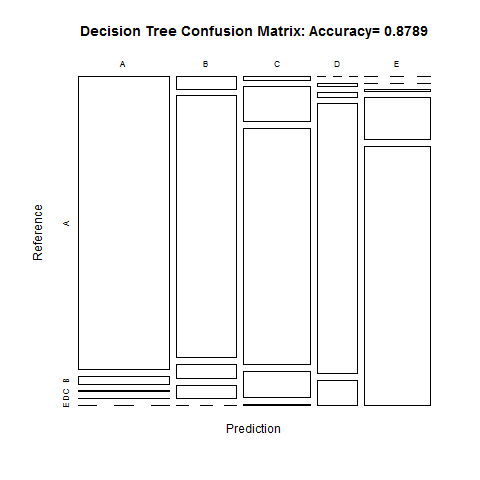 Decision Tree Confusion Matrix: Accuracy= 0.8789
A B C D E
Reference
A
B
C
D
E
Prediction